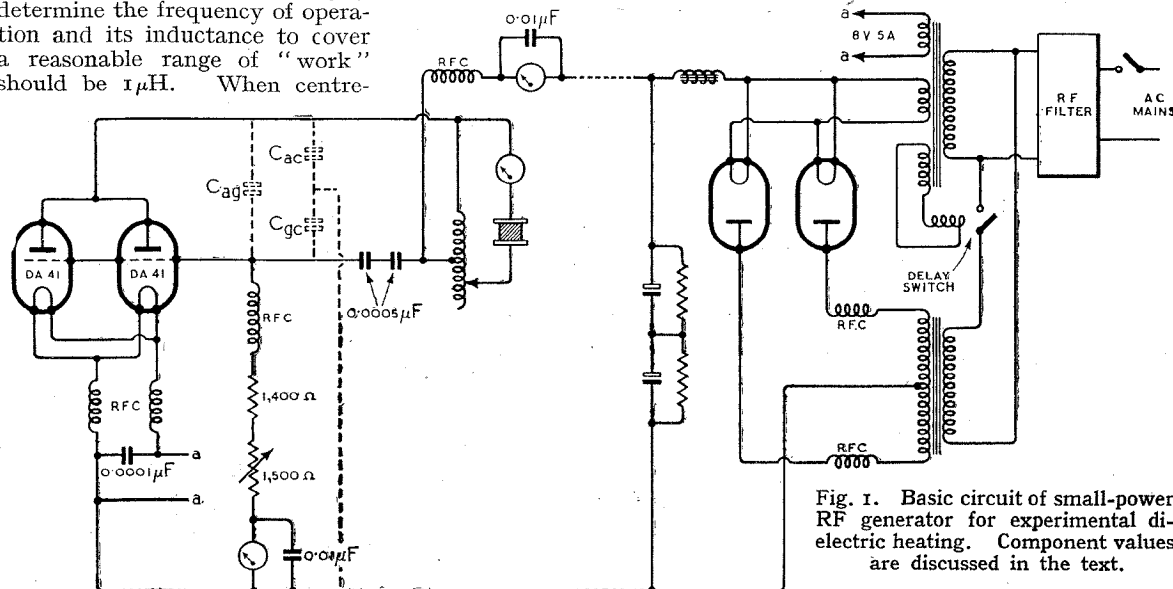 determine the frequency of opera-
tion and its inductance to cover
a reasonable range of "work"
should be 1μH. When centre-
0·01μF
RFC
a
8V 5A
a
RF
FILTER
AC
MAINS
Cac
Cag
Cgc
DA 41
DA 41
0·0005μF
DELAY
SWITCH
RFC
RFC
RFC
1,400 Ω
RFC
a
0·0001μF
1,500 Ω
a
0·01μF
Fig. 1. Basic circuit of small-power
RF generator for experimental di-
electric heating. Component values
are discussed in the text.